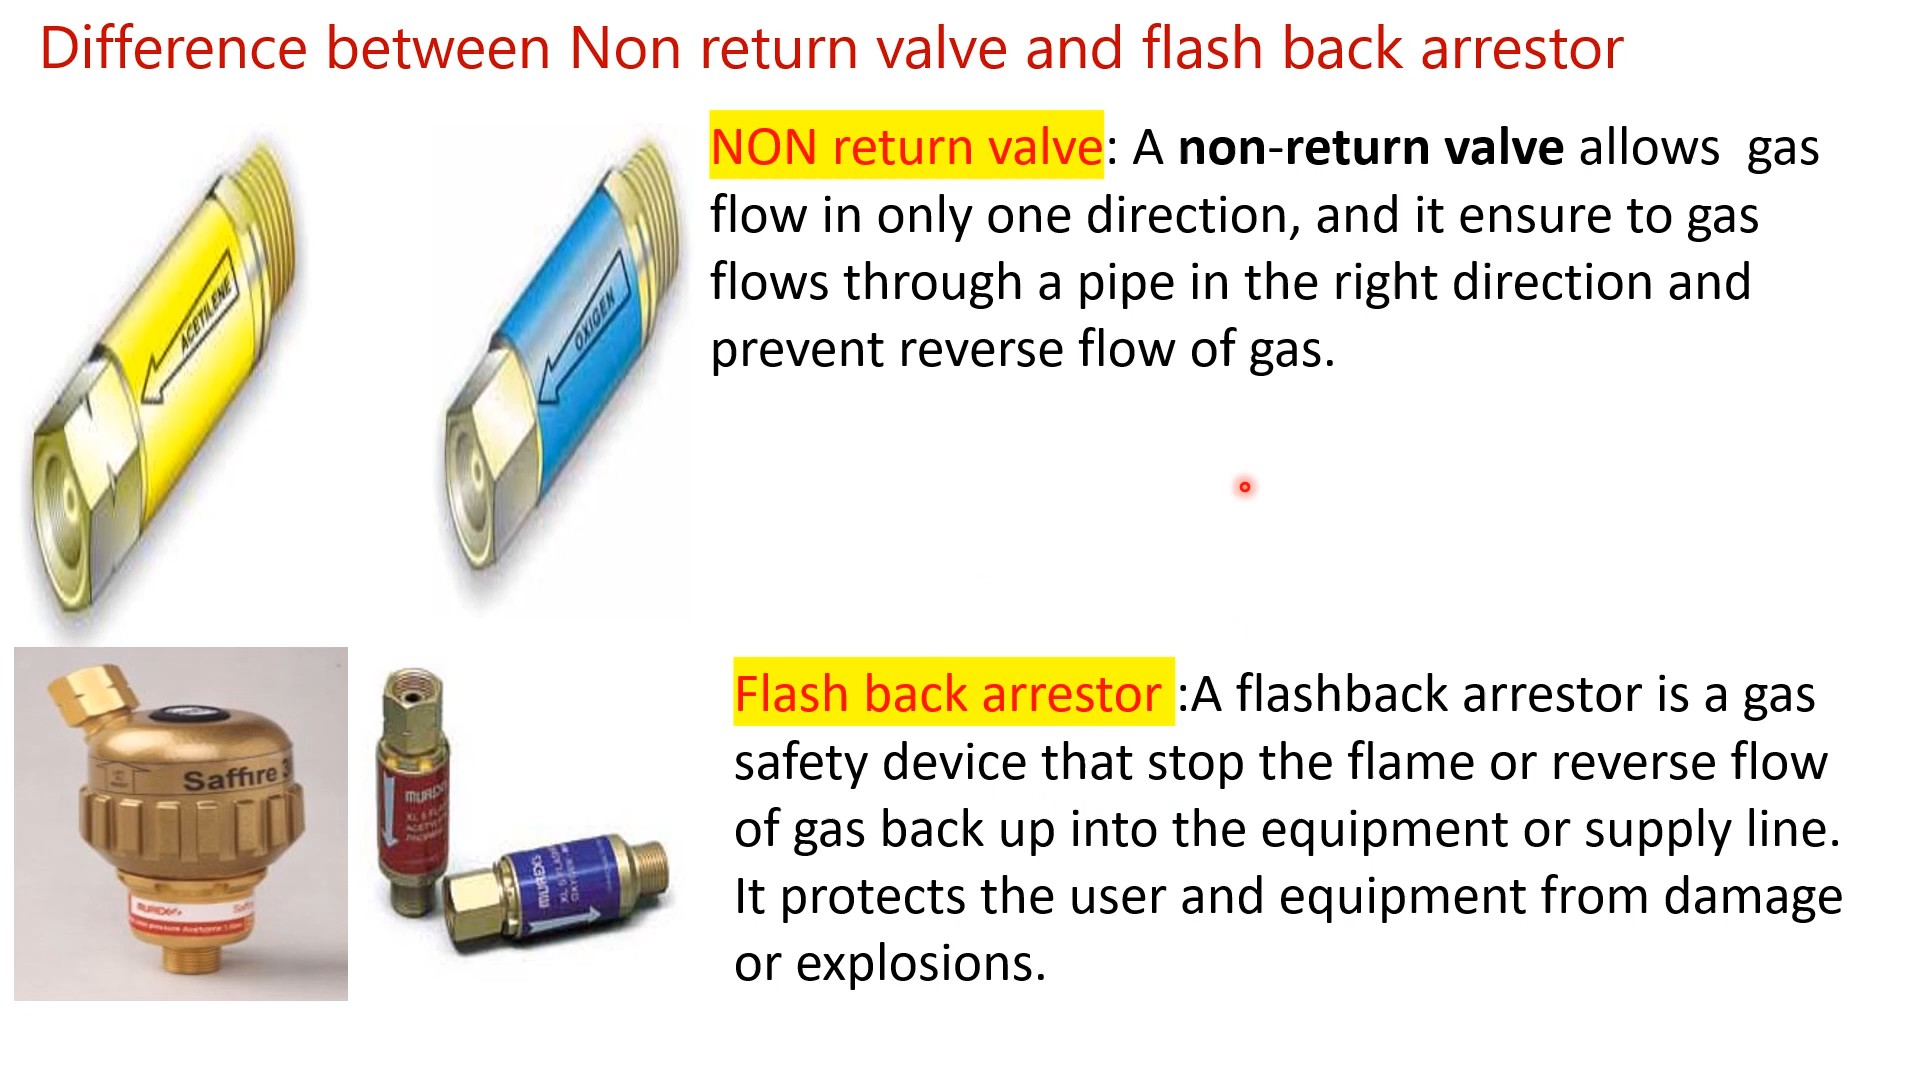 Difference between Non return valve and flash back arrestor
NON return valve: A non-return valve allows gas
flow in only one direction, and it ensure to gas
flows through a pipe in the right direction and
prevent reverse flow of gas.
ACETILENE
OXIGEN
Flash back arrestor :A flashback arrestor is a gas
safety device that stop the flame or reverse flow
of gas back up into the equipment or supply line.
It protects the user and equipment from damage
or explosions.
Saffire
MUREX
XL
MUREX
XL